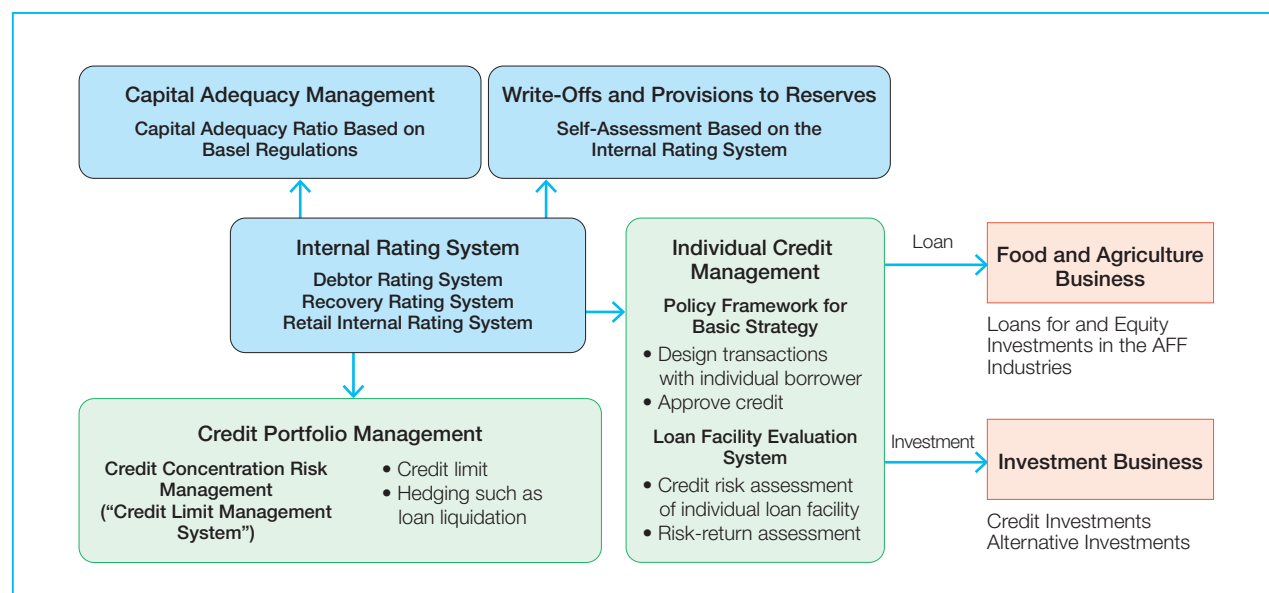 Capital Adequacy Management
Capital Adequacy Ratio Based on
Basel Regulations
Write-Offs and Provisions to Reserves
Self-Assessment Based on the
Internal Rating System
Internal Rating System
Debtor Rating System
Recovery Rating System
Retail Internal Rating System
Individual Credit
Management
Policy Framework for
Basic Strategy
• Design transactions
with individual borrower
• Approve credit
Loan Facility Evaluation
System
• Credit risk assessment
of individual loan facility
• Risk-return assessment
Loan
Food and Agriculture
Business
Loans for and Equity
Investments in the AFF
Industries
Investment
Investment Business
Credit Investments
Alternative Investments
Credit Portfolio Management
Credit Concentration Risk
Management
(“Credit Limit Management
System”)
• Credit limit
• Hedging such as
loan liquidation